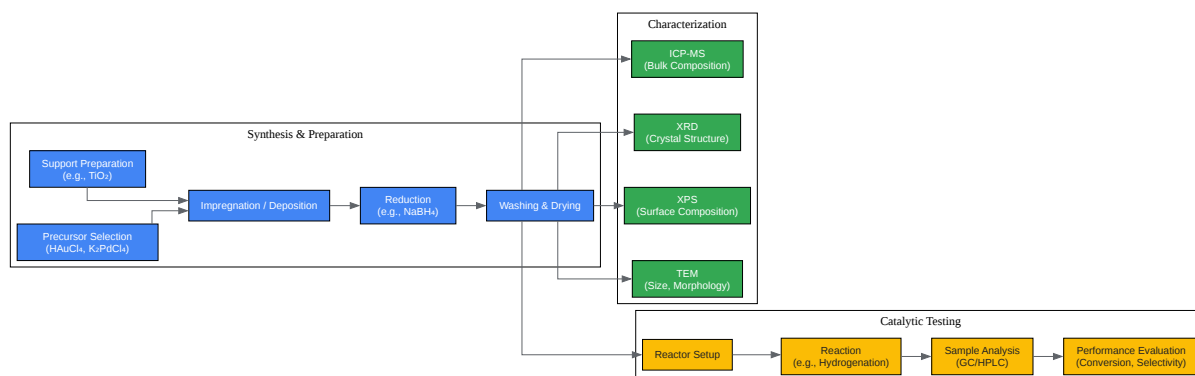 Characterization
ICP-MS
(Bulk Composition)
XRD
(Crystal Structure)
XPS
(Surface Composition)
TEM
(Size, Morphology)
Synthesis & Preparation
Support Preparation
(e.g., TiO₂)
Precursor Selection
(HAuCl₄, K₂PdCl₄)
Impregnation / Deposition
Reduction
(e.g., NaBH₄)
Washing & Drying
Catalytic Testing
Reactor Setup
Reaction
(e.g., Hydrogenation)
Sample Analysis
(GC/HPLC)
Performance Evaluation
(Conversion, Selectivity)